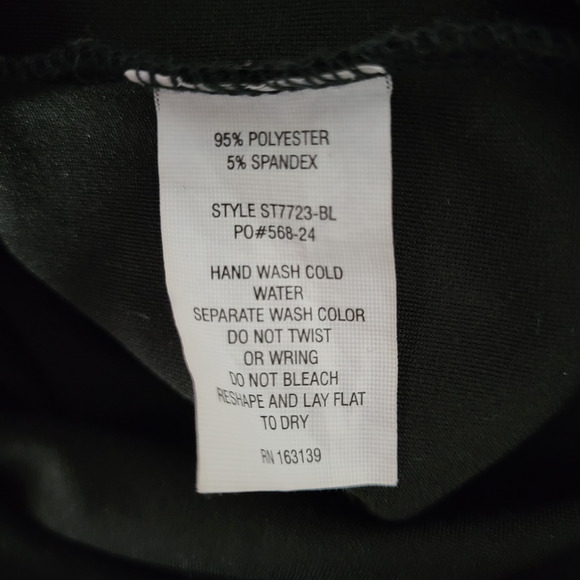 95% POLYESTER
5% SPANDEX
STYLE ST7723-BL
PO#568-24
HAND WASH COLD
WATER
SEPARATE WASH COLOR
DO NOT TWIST
OR WRING
DO NOT BLEACH
RESHAPE AND LAY FLAT
TO DRY
RN 163139